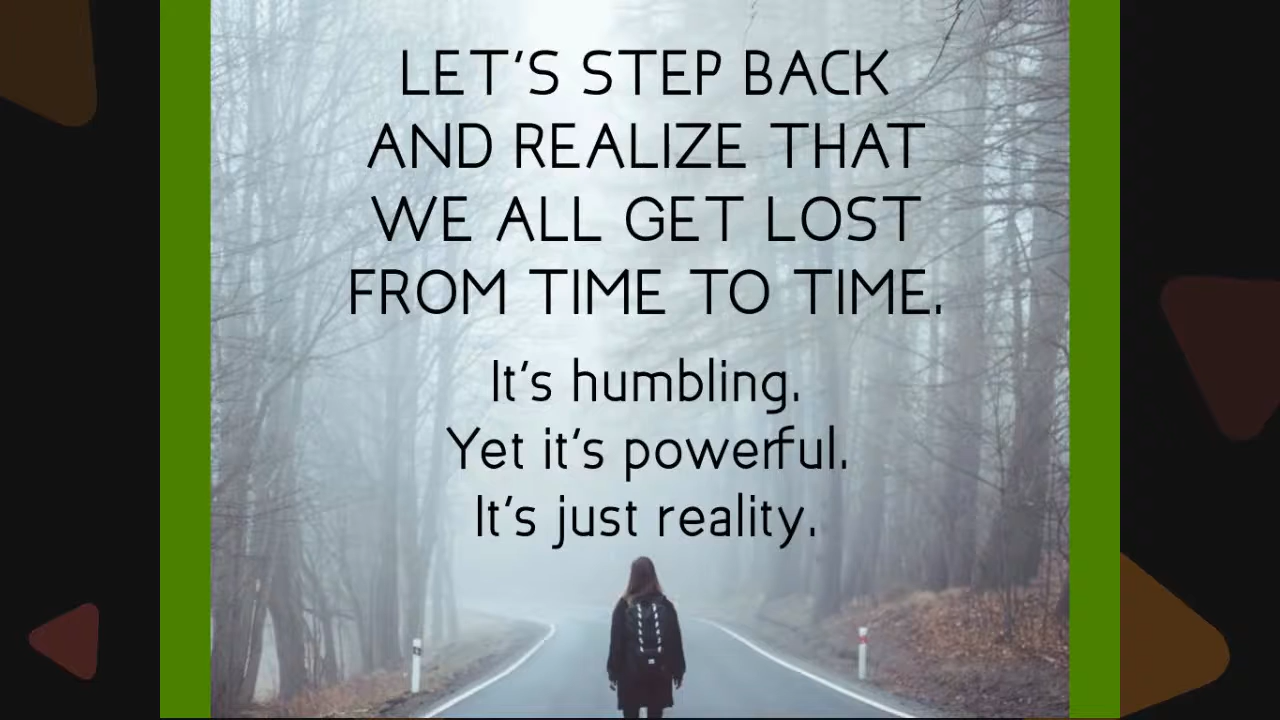 LET'S STEP BACK
AND REALIZE THAT
WE ALL GET LOST
FROM TIME TO TIME.
It's humbling.
Yet it's powerful.
It's just reality.